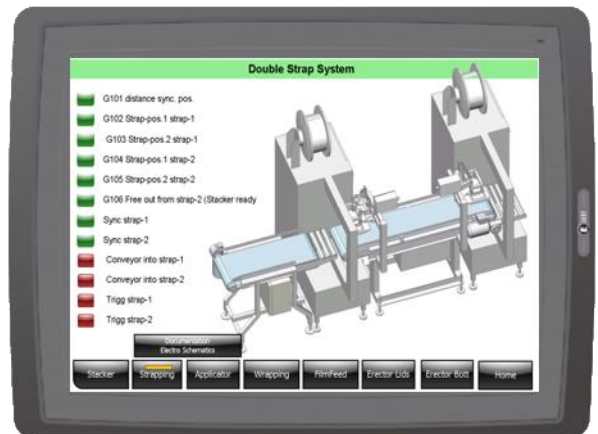 Double Strap System
G101 distance sync. pos.
G102 Strap-pos.1 strap-1
G103 Strap-pos.2 strap-1
G104 Strap-pos.1 strap-2
G105 Strap-pos.2 strap-2
G106 Free out from strap-2 (Stacker ready
Sync strap-1
Sync strap-2
Conveyor into strap-1
Conveyor into strap-2
Trigg strap-1
Trigg strap-2
Documentation
Electro Schematics
Stacker Strapping Applicator Wrapping FilmFeed Erector Lids Erector Bott Home